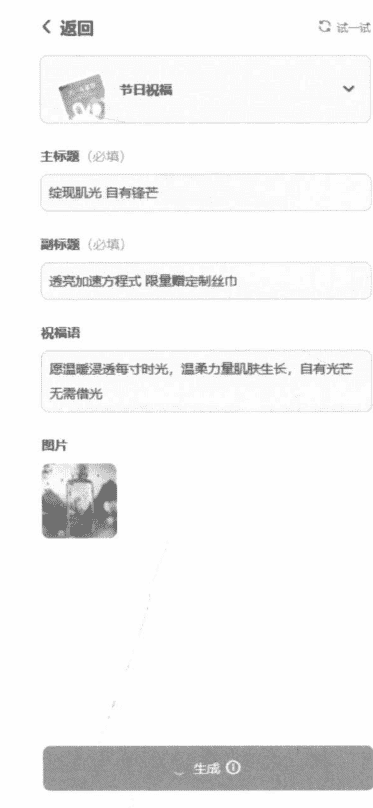 返回
试一试
节日祝福
主标题（必填）
绽现肌光 自有锋芒
副标题（必填）
透亮加速方程式 限量赠定制丝巾
祝福语
愿温暖浸透每寸时光，温柔力量肌肤生长，自有光芒
无需借光
图片
生成